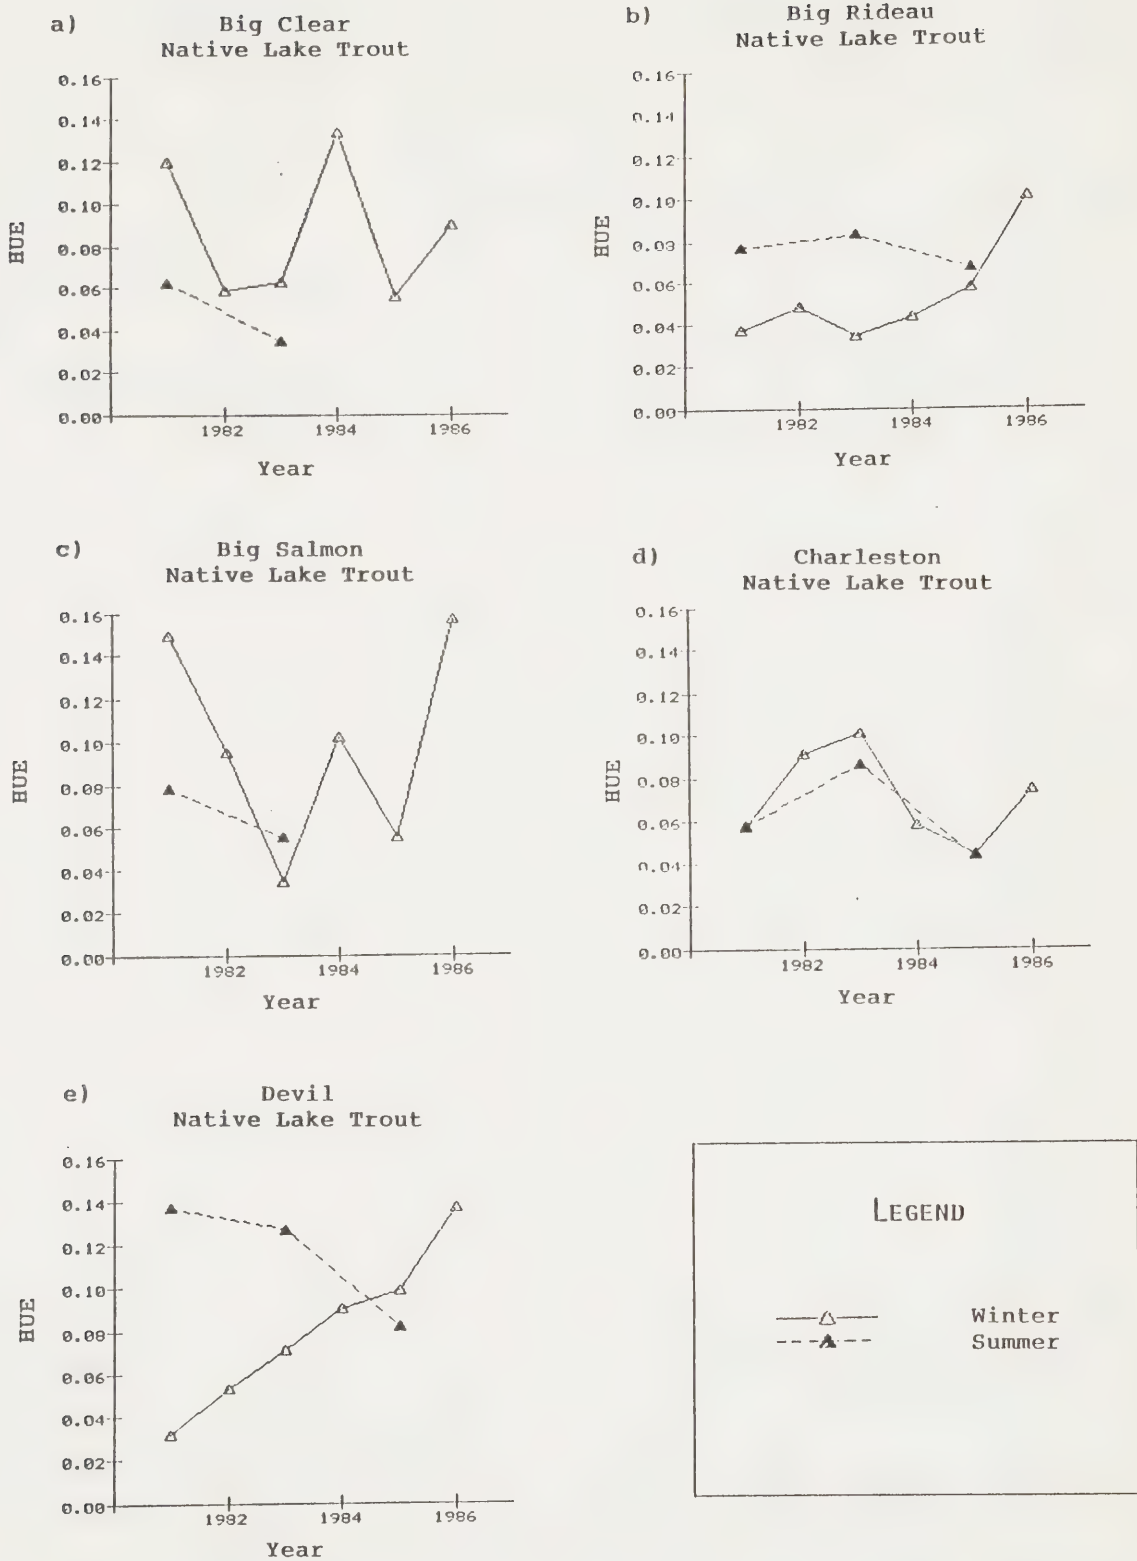 a)
Big Clear
Native Lake Trout
HUE
0.16
0.14
0.12
0.10
0.08
0.06
0.04
0.02
0.00
1982 1984 1986
Year
b)
Big Rideau
Native Lake Trout
HUE
0.16
0.14
0.12
0.10
0.08
0.06
0.04
0.02
0.00
1982 1984 1986
Year
c)
Big Salmon
Native Lake Trout
HUE
0.16
0.14
0.12
0.10
0.08
0.06
0.04
0.02
0.00
1982 1984 1986
Year
d)
Charleston
Native Lake Trout
HUE
0.16
0.14
0.12
0.10
0.08
0.06
0.04
0.02
0.00
1982 1984 1986
Year
e)
Devil
Native Lake Trout
HUE
0.16
0.14
0.12
0.10
0.08
0.06
0.04
0.02
0.00
1982 1984 1986
Year
LEGEND
Winter
Summer